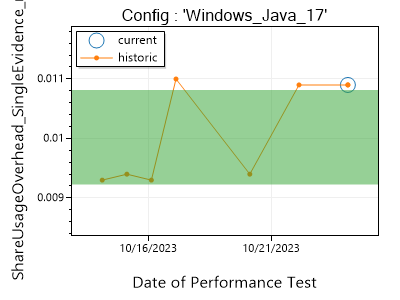 Config : 'Windows_Java_17'
current
historic
0.011
0.01
0.009
10/16/2023
10/21/2023
Date of Performance Test
ShareUsageOverhead_SingleEvidence_